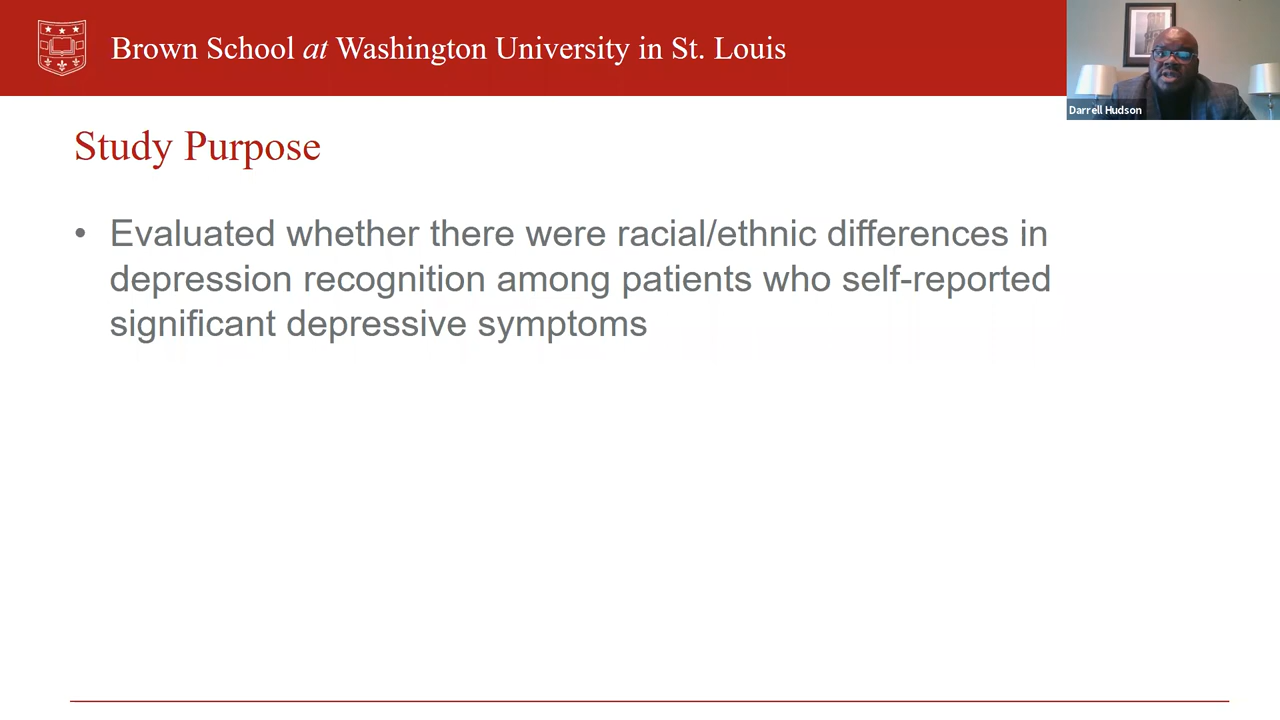 Brown School at Washington University in St. Louis
Darrell Hudson
Study Purpose
• Evaluated whether there were racial/ethnic differences in
depression recognition among patients who self-reported
significant depressive symptoms